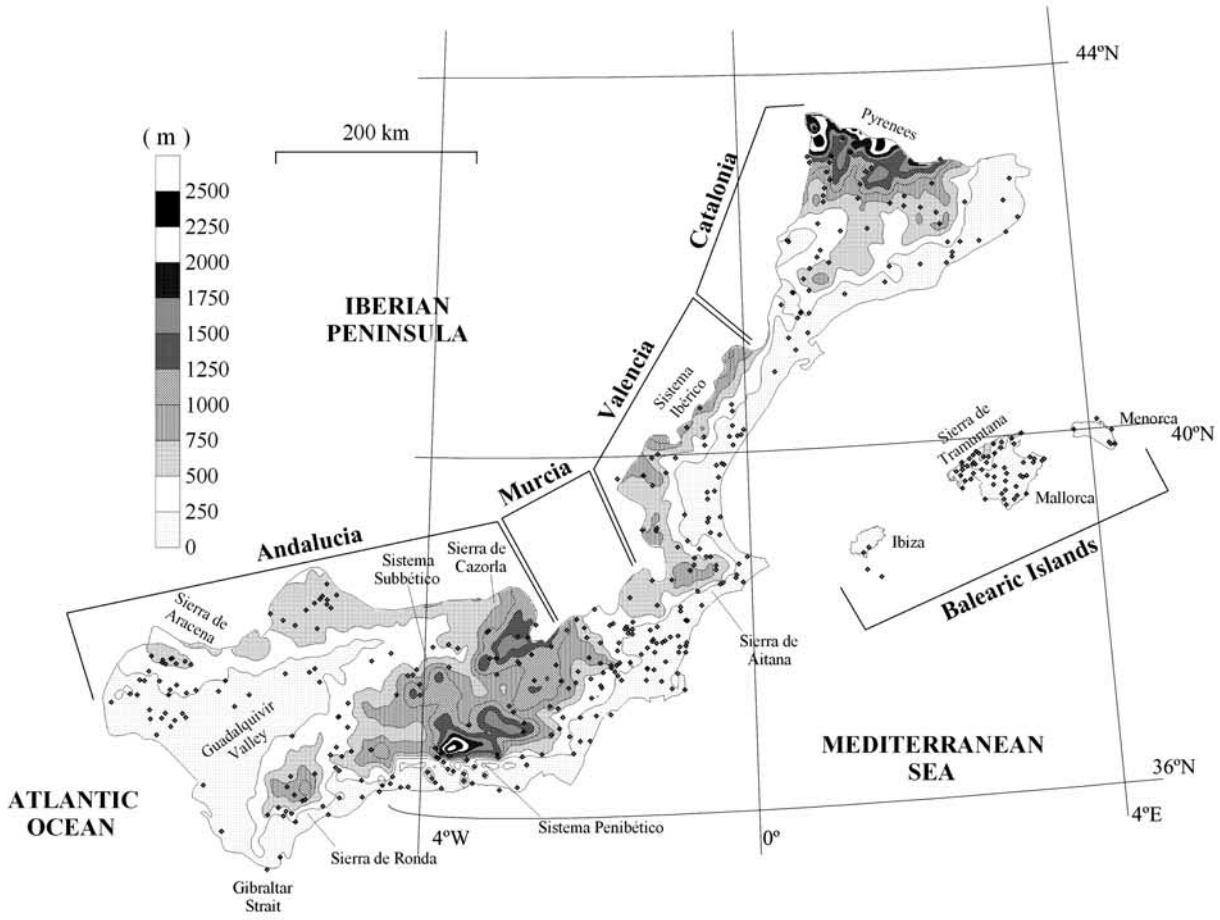 44ºN
Pyrenees
( m )
200 km
2500
2250
2000
1750
1500
1250
1000
750
500
250
0
Catalonia
IBERIAN
PENINSULA
Valencia
Sistema
Ibérico
Murcia
Menorca
40ºN
Sierra de
Tramuntana
Mallorca
Ibiza
Balearic Islands
Andalucia
Sistema
Subbético
Sierra de
Cazorla
Sierra de
Aracena
Sierra de
Aitana
Guadalquivir
Valley
MEDITERRANEAN
SEA
36ºN
ATLANTIC
OCEAN
4ºW
0º
4ºE
Sistema Penibético
Sierra de Ronda
Gibraltar
Strait